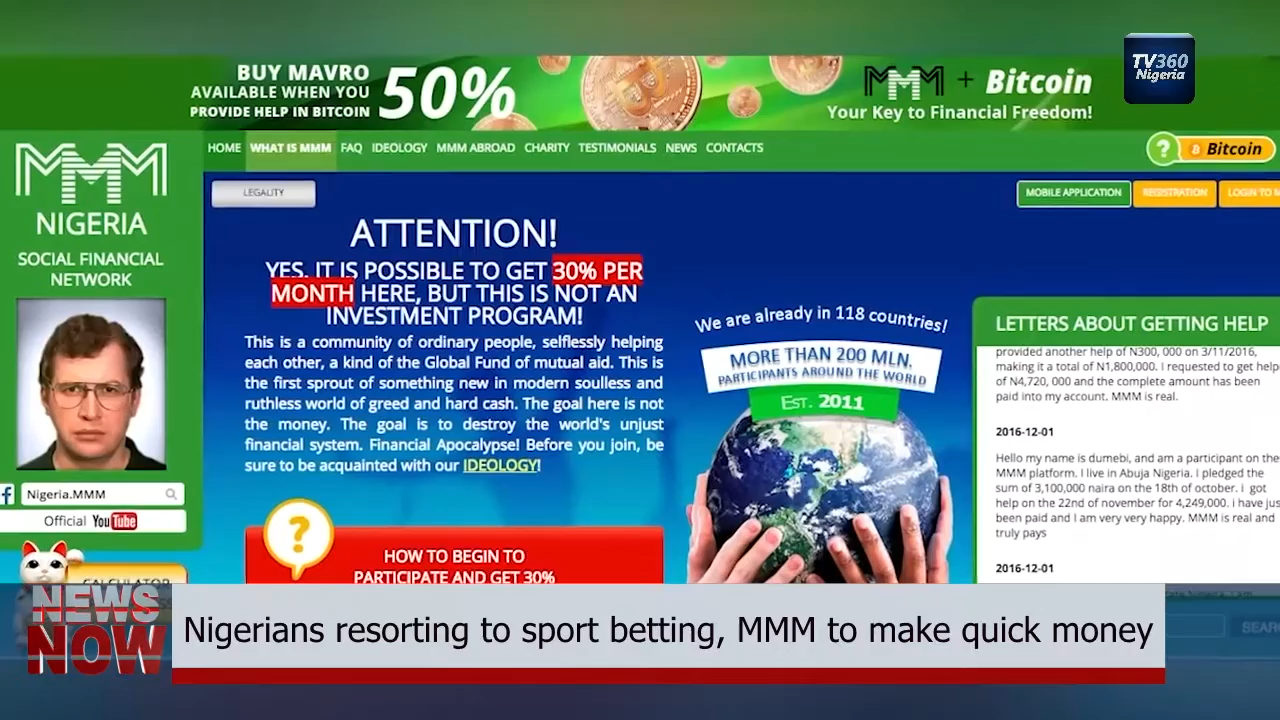 BUY MAVRO
AVAILABLE WHEN YOU
PROVIDE HELP IN BITCOIN
50%
MMM + Bitcoin
Your Key to Financial Freedom!
TV360
Nigeria
HOME WHAT IS MMM FAQ IDEOLOGY MMM ABROAD CHARITY TESTIMONIALS NEWS CONTACTS
? Bitcoin
MMM
NIGERIA
SOCIAL FINANCIAL
NETWORK
Nigeria.MMM
Official YouTube
CALCULATOR
LEGALITY
MOBILE APPLICATION
REGISTRATION
LOGIN TO
ATTENTION!
YES, IT IS POSSIBLE TO GET 30% PER
MONTH HERE, BUT THIS IS NOT AN
INVESTMENT PROGRAM!
This is a community of ordinary people, selflessly helping
each other, a kind of the Global Fund of mutual aid. This is
the first sprout of something new in modern soulless and
ruthless world of greed and hard cash. The goal here is not
the money. The goal is to destroy the world's unjust
financial system. Financial Apocalypse! Before you join, be
sure to be acquainted with our IDEOLOGY!
?
HOW TO BEGIN TO
PARTICIPATE AND GET 30%
We are already in 118 countries!
MORE THAN 200 MLN.
PARTICIPANTS AROUND THE WORLD
EST. 2011
LETTERS ABOUT GETTING HELP
provided another help of N300, 000 on 3/11/2016,
making it a total of N1,800,000. I requested to get help
of N4,720, 000 and the complete amount has been
paid into my account. MMM is real.
2016-12-01
Hello my name is dumebi, and am a participant on the
MMM platform. I live in Abuja Nigeria. I pledged the
sum of 3,100,000 naira on the 18th of october. i got
help on the 22nd of november for 4,249,000. i have jus
been paid and I am very very happy. MMM is real and
truly pays
2016-12-01
SEAR
NEWS
NOW
Nigerians resorting to sport betting, MMM to make quick money